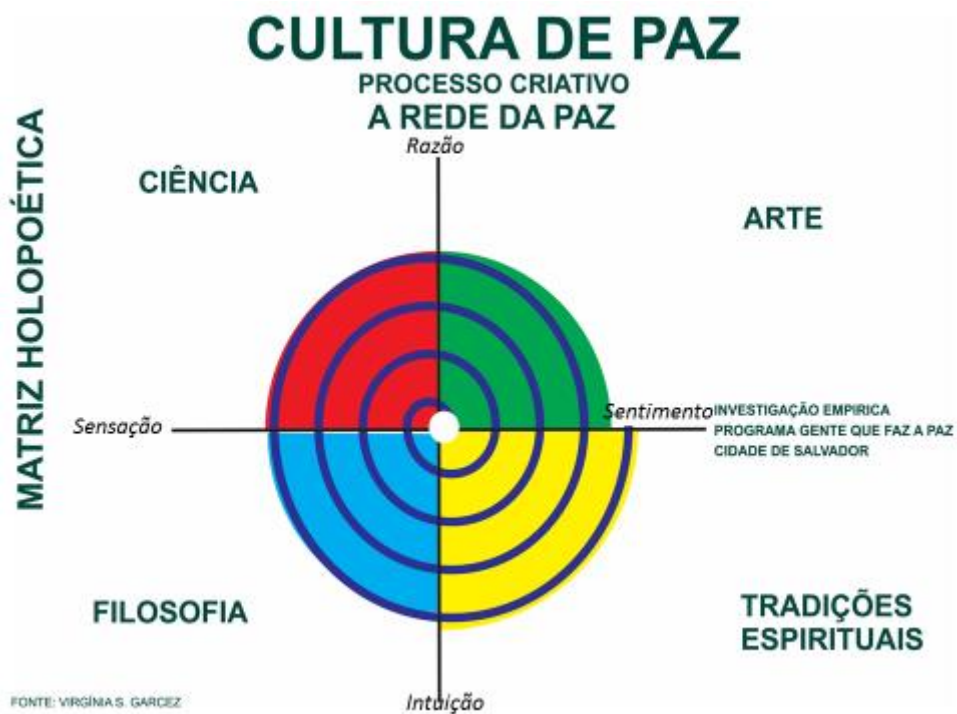 CULTURA DE PAZ
PROCESSO CRIATIVO
A REDE DA PAZ
Razão
CIÊNCIA
ARTE
MATRIZ HOLOPOÉTICA
Sensação
Sentimento
INVESTIGAÇÃO EMPIRICA
PROGRAMA GENTE QUE FAZ A PAZ
CIDADE DE SALVADOR
FILOSOFIA
TRADIÇÕES
ESPIRITUAIS
Intuição
FONTE: VIRGÍNIA S. GARCEZ